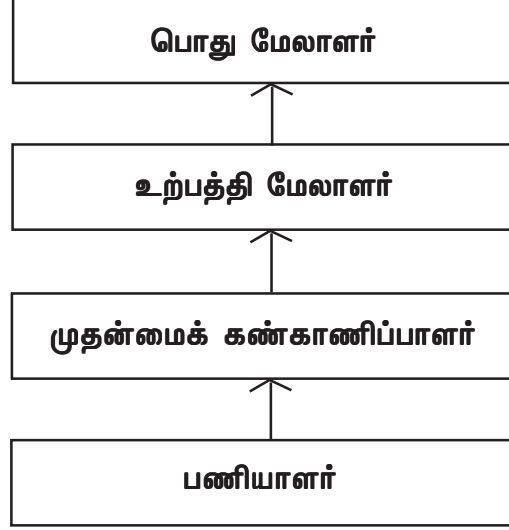 பொது மேலாளர்
உற்பத்தி மேலாளர்
முதன்மைக் கண்காணிப்பாளர்
பணியாளர்